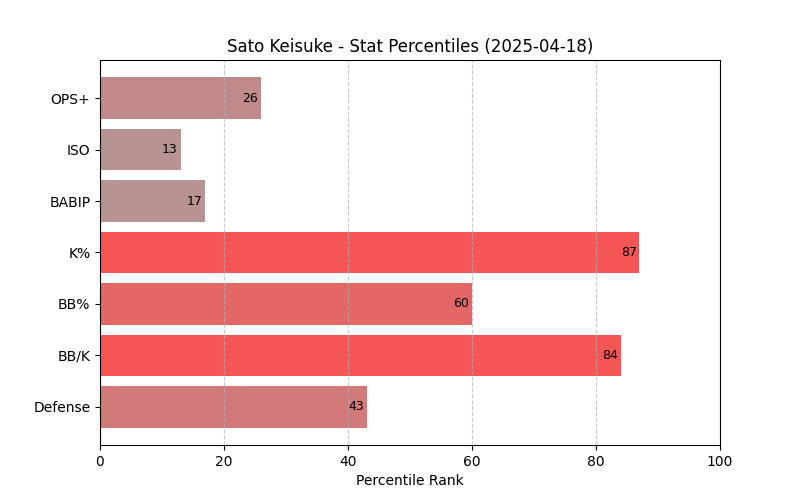 Sato Keisuke - Stat Percentiles (2025-04-18)
OPS+ 26
ISO 13
BABIP 17
K% 87
BB% 60
BB/K 84
Defense 43
0 20 40 60 80 100
Percentile Rank